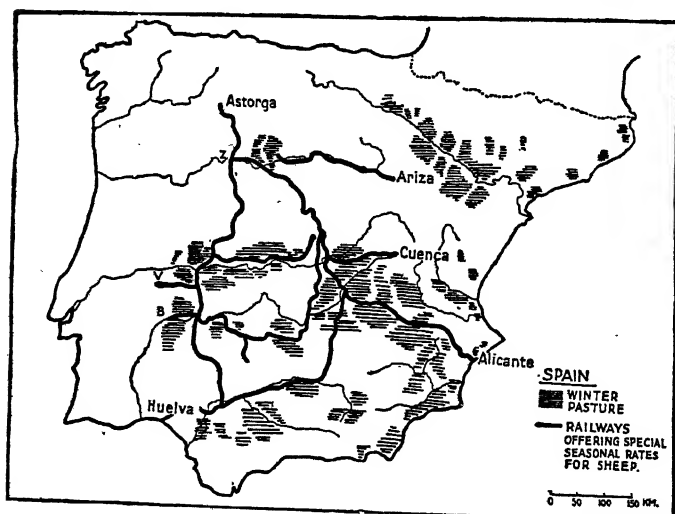 Astorga
Z
Ariza
Cuenca
V
B
Alicante
Huelva
SPAIN
WINTER
PASTURE
RAILWAYS
OFFERING SPECIAL
SEASONAL RATES
FOR SHEEP.
0 50 100 150 KM.